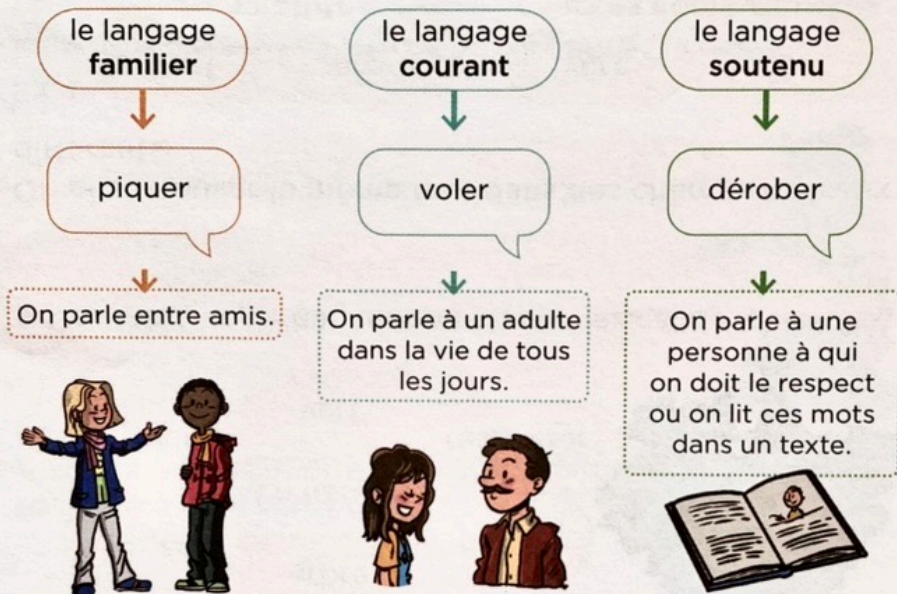 le langage
familier
piquer
On parle entre amis.
le langage
courant
voler
On parle à un adulte
dans la vie de tous
les jours.
le langage
soutenu
dérober
On parle à une
personne à qui
on doit le respect
ou on lit ces mots
dans un texte.